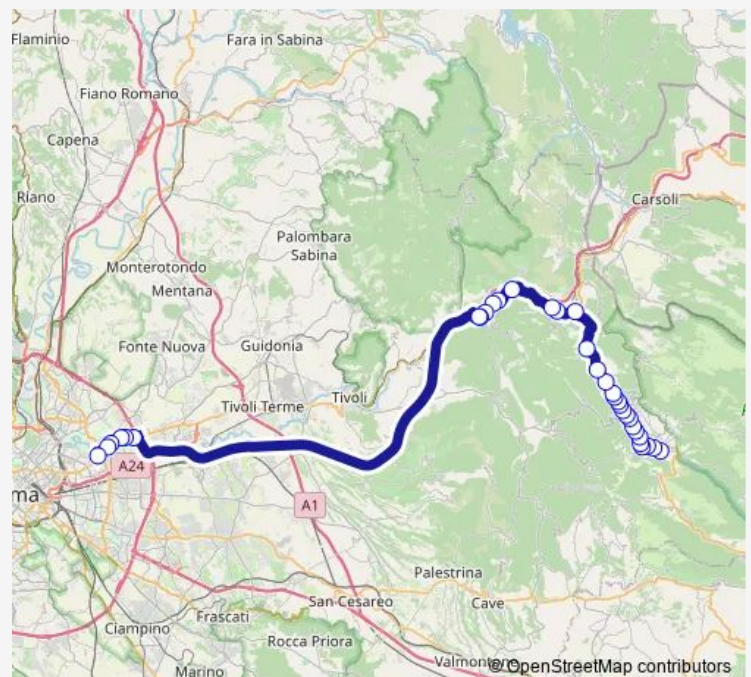 Flaminio
Fara in Sabina
Fiano Romano
Capena
Riano
Carsoli
Palombara
Sabina
Monterotondo
Mentana
Fonte Nuova
Guidonia
Tivoli
Tivoli Terme
A24
ma
A1
Palestrina
San Cesareo
Cave
Frascati
Ciampino
Rocca Priora
Marino
Valmontone
© OpenStreetMap contributors